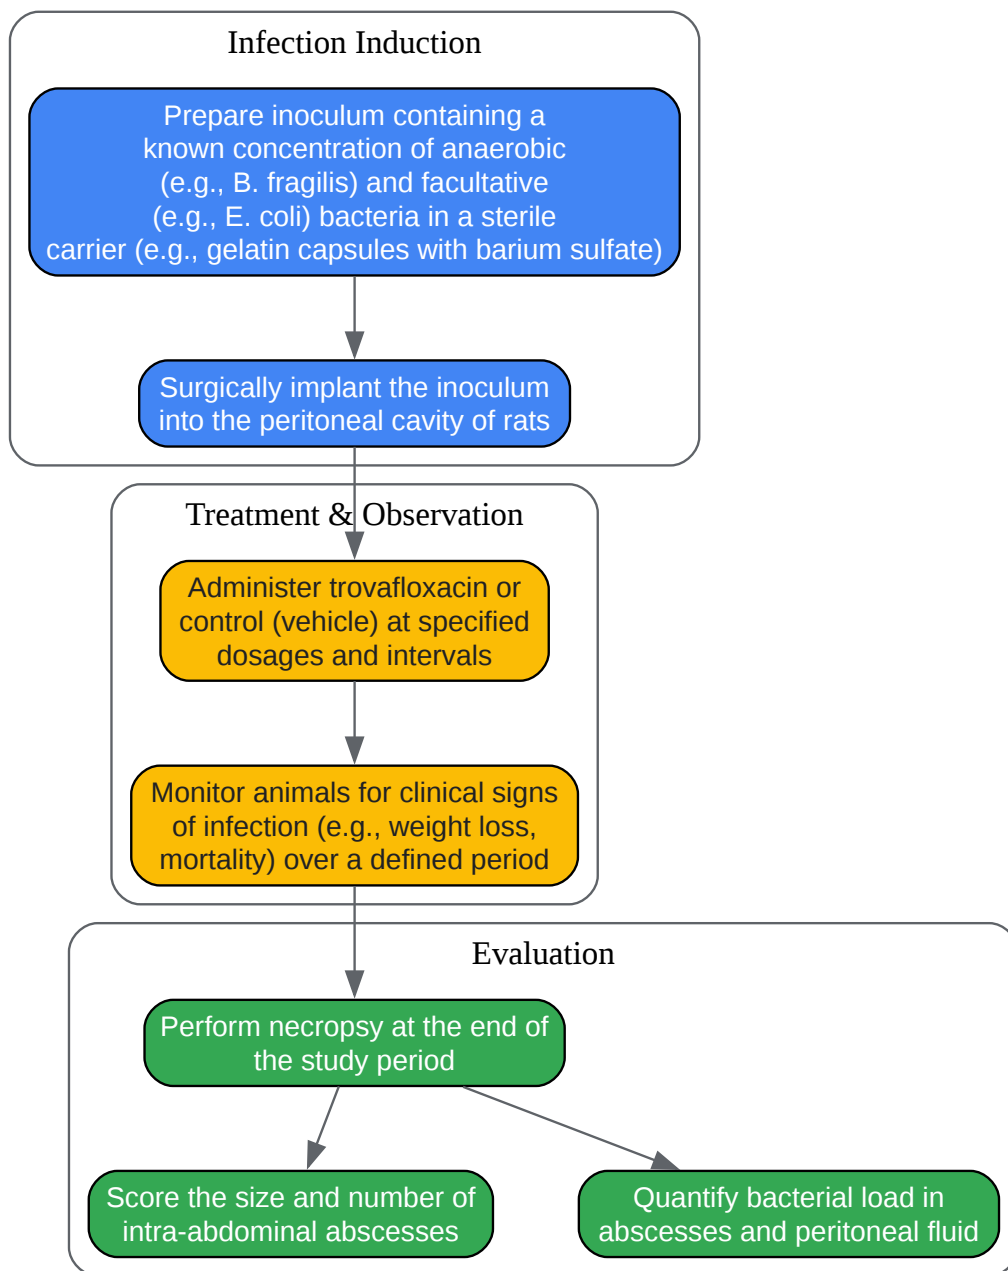 Infection Induction
Prepare inoculum containing a
known concentration of anaerobic
(e.g., B. fragilis) and facultative
(e.g., E. coli) bacteria in a sterile
carrier (e.g., gelatin capsules with barium sulfate)
Surgically implant the inoculum
into the peritoneal cavity of rats
Treatment & Observation
Administer trovafloxacin or
control (vehicle) at specified
dosages and intervals
Monitor animals for clinical signs
of infection (e.g., weight loss,
mortality) over a defined period
Evaluation
Perform necropsy at the end of
the study period
Score the size and number of
intra-abdominal abscesses
Quantify bacterial load in
abscesses and peritoneal fluid